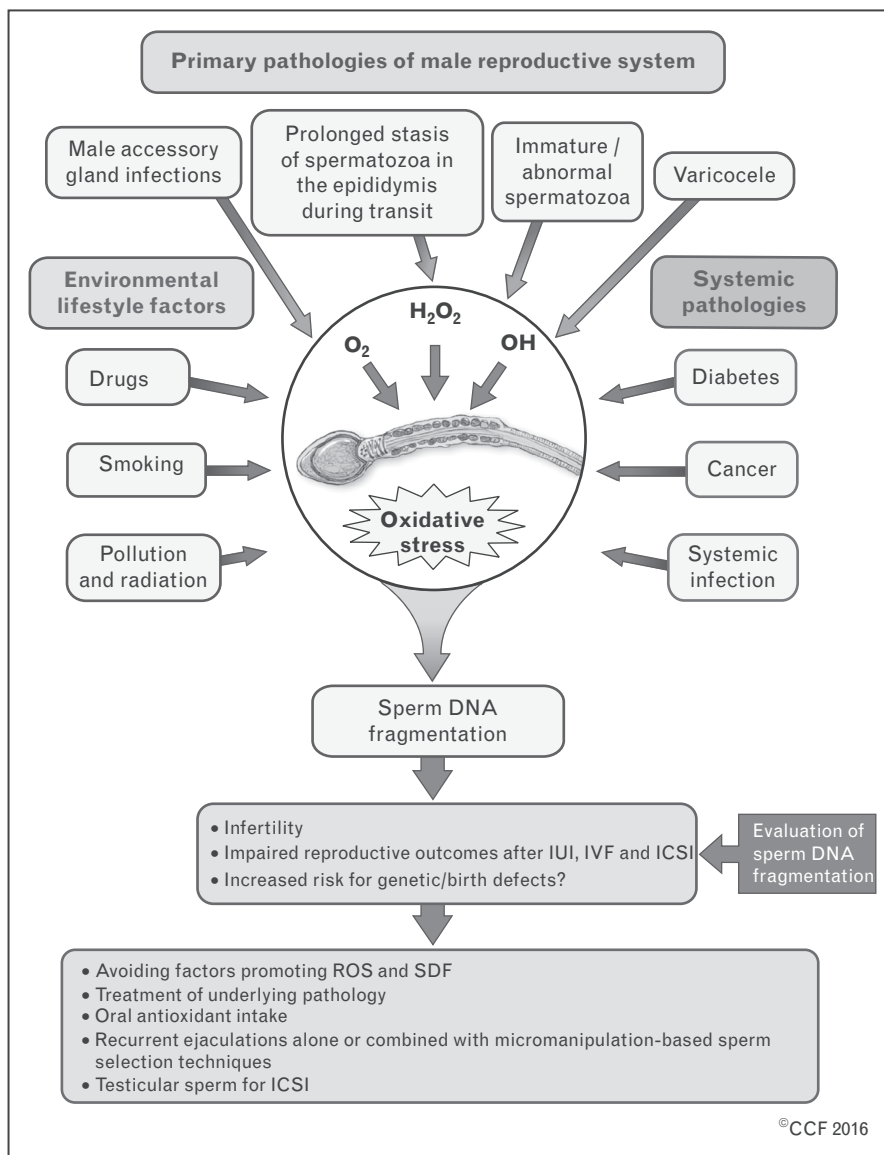 Primary pathologies of male reproductive system
Male accessory
gland infections
Prolonged stasis
of spermatozoa in
the epididymis
during transit
Immature /
abnormal
spermatozoa
Varicocele
Environmental
lifestyle factors
Systemic
pathologies
H₂O₂
O₂
OH
Drugs
Diabetes
Smoking
Cancer
Oxidative
stress
Pollution
and radiation
Systemic
infection
Sperm DNA
fragmentation
• Infertility
• Impaired reproductive outcomes after IUI, IVF and ICSI
• Increased risk for genetic/birth defects?
Evaluation of
sperm DNA
fragmentation
• Avoiding factors promoting ROS and SDF
• Treatment of underlying pathology
• Oral antioxidant intake
• Recurrent ejaculations alone or combined with micromanipulation-based sperm
selection techniques
• Testicular sperm for ICSI
©CCF 2016